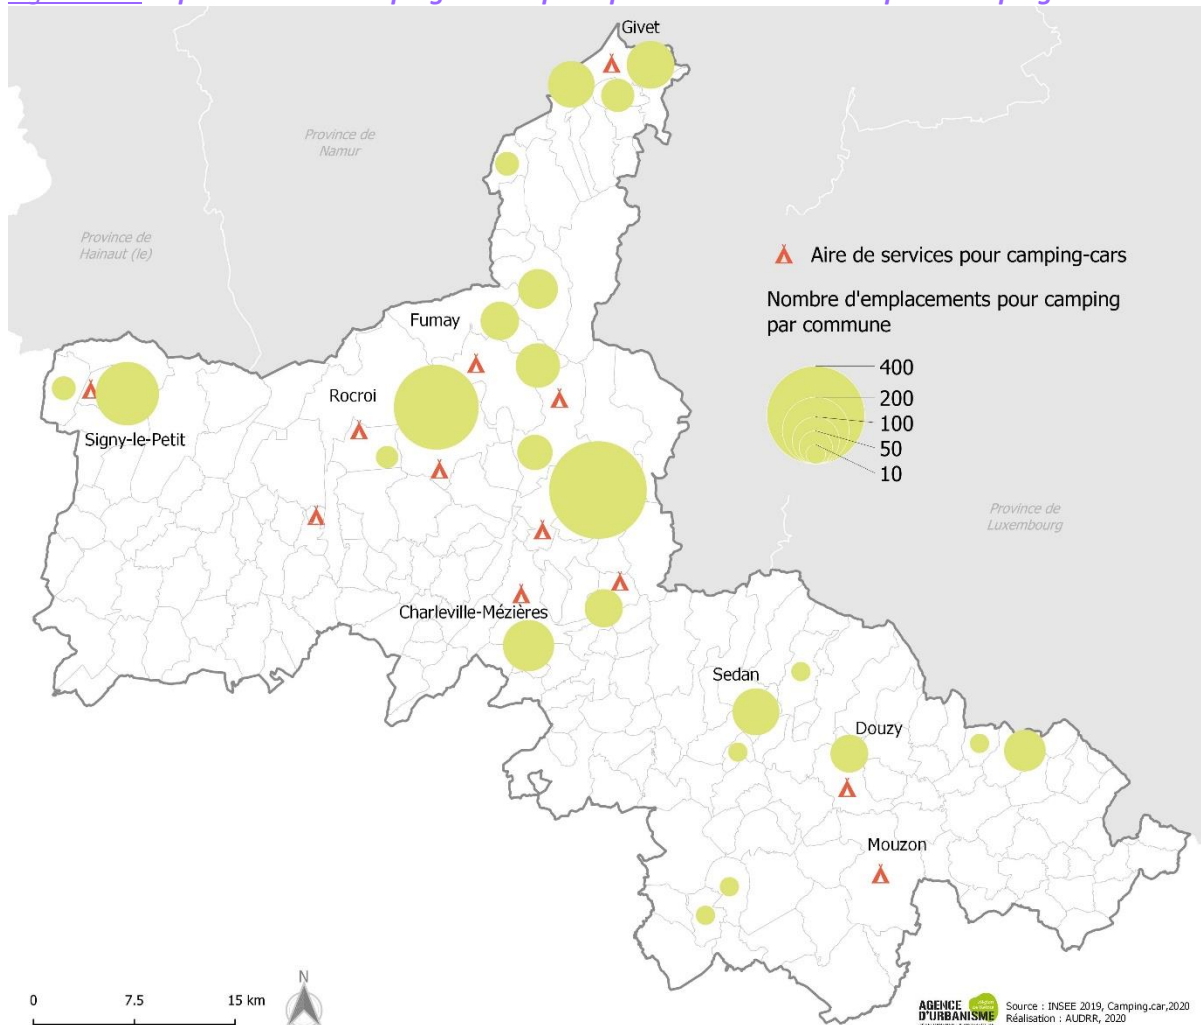 Givet
Province de
Namur
Province de
Hainaut (le)
Aire de services pour camping-cars
Nombre d'emplacements pour camping
par commune
Fumay
400
200
100
50
10
Rocroi
Signy-le-Petit
Province de
Luxembourg
Charleville-Mézières
Sedan
Douzy
Mouzon
N
0 7.5 15 km
AGENCE
D'URBANISME
Source : INSEE 2019, Camping.car,2020
Réalisation : AUDRR, 2020